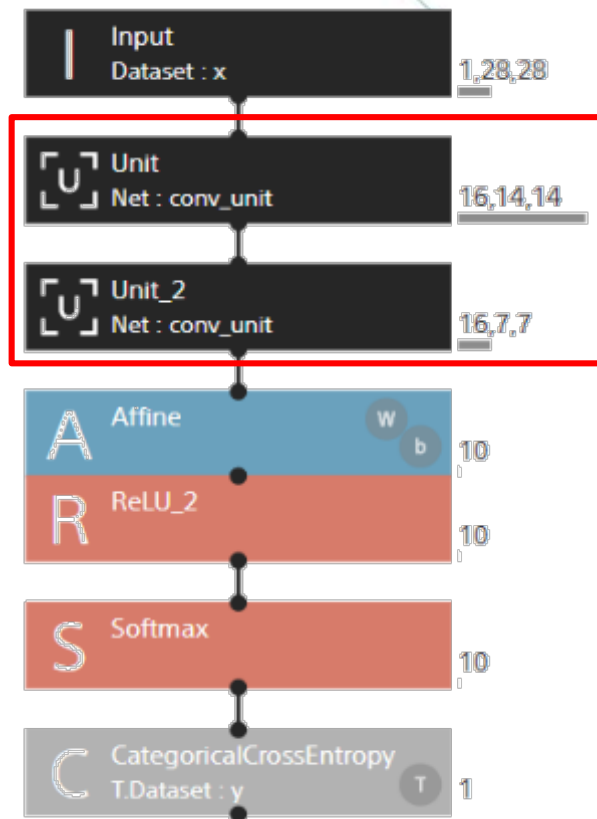 Input
Dataset : x
1,28,28
U
Unit
Net : conv_unit
16,14,14
U
Unit_2
Net : conv_unit
16,7,7
A
Affine
W
b
10
R
ReLU_2
10
S
Softmax
10
C
CategoricalCrossEntropy
T.Dataset : y
T
1